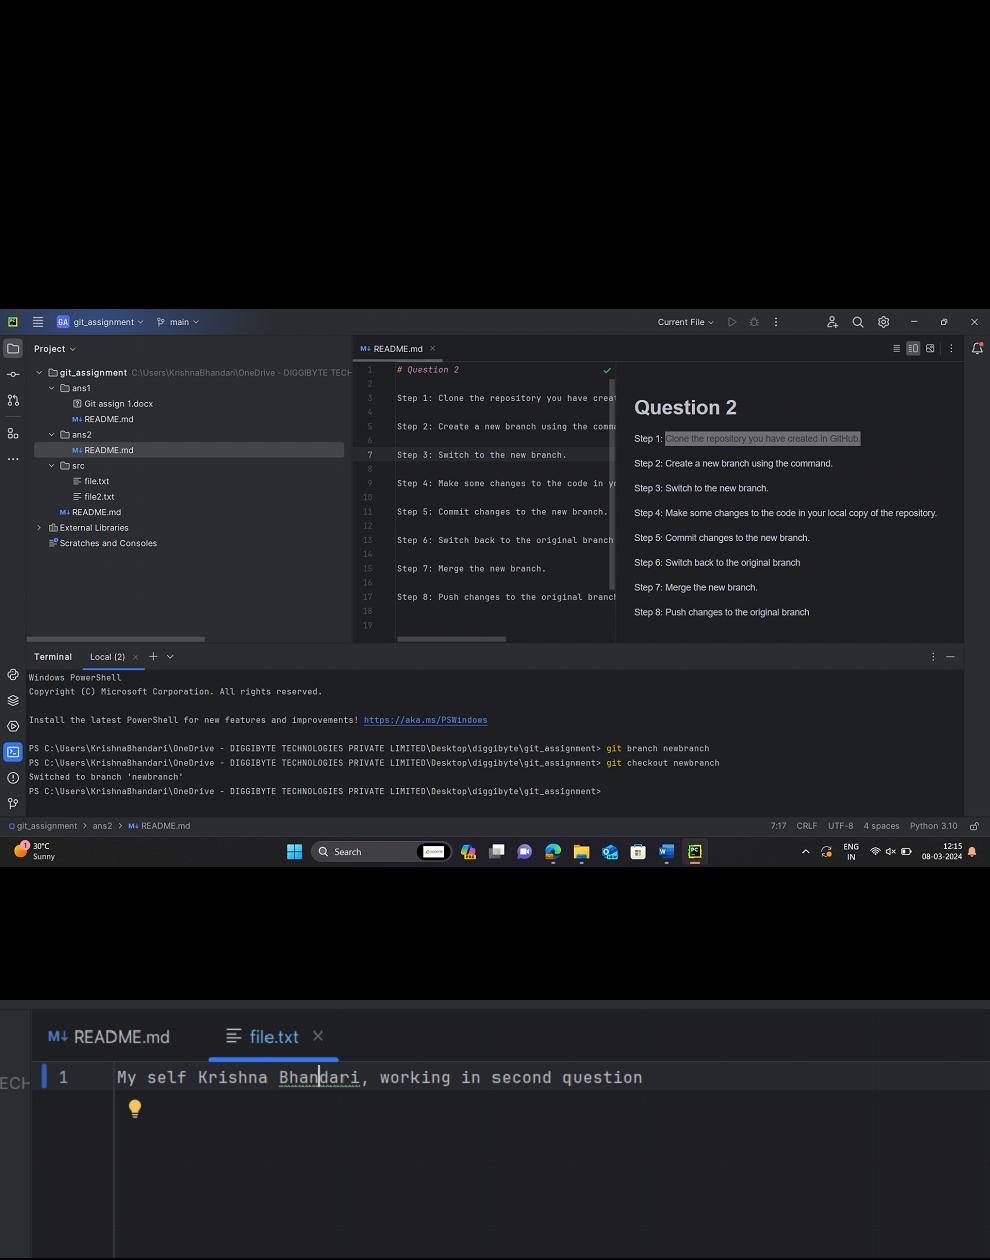 GA git_assignment main Current File
Project
README.md
git_assignment C:\Users\KrishnaBhandari\OneDrive - DIGGIBYTE TECH
ans1
Git assign 1.docx
README.md
ans2
README.md
src
file.txt
file2.txt
README.md
External Libraries
Scratches and Consoles
1 # Question 2
2
3 Step 1: Clone the repository you have creat
4
5 Step 2: Create a new branch using the comma
6
7 Step 3: Switch to the new branch.
8
9 Step 4: Make some changes to the code in yo
10
11 Step 5: Commit changes to the new branch.
12
13 Step 6: Switch back to the original branch
14
15 Step 7: Merge the new branch.
16
17 Step 8: Push changes to the original branch
18
19
Question 2
Step 1: Clone the repository you have created in GitHub.
Step 2: Create a new branch using the command.
Step 3: Switch to the new branch.
Step 4: Make some changes to the code in your local copy of the repository.
Step 5: Commit changes to the new branch.
Step 6: Switch back to the original branch
Step 7: Merge the new branch.
Step 8: Push changes to the original branch
Terminal Local (2)
Windows PowerShell
Copyright (C) Microsoft Corporation. All rights reserved.
Install the latest PowerShell for new features and improvements! https://aka.ms/PSWindows
PS C:\Users\KrishnaBhandari\OneDrive - DIGGIBYTE TECHNOLOGIES PRIVATE LIMITED\Desktop\diggibyte\git_assignment> git branch newbranch
PS C:\Users\KrishnaBhandari\OneDrive - DIGGIBYTE TECHNOLOGIES PRIVATE LIMITED\Desktop\diggibyte\git_assignment> git checkout newbranch
Switched to branch 'newbranch'
PS C:\Users\KrishnaBhandari\OneDrive - DIGGIBYTE TECHNOLOGIES PRIVATE LIMITED\Desktop\diggibyte\git_assignment>
git_assignment > ans2 > M↓ README.md 7:17 CRLF UTF-8 4 spaces Python 3.10
1 30°C
Sunny
Search
ENG
IN
12:15
08-03-2024
M↓ README.md file.txt
ECH
1 My self Krishna Bhandari, working in second question